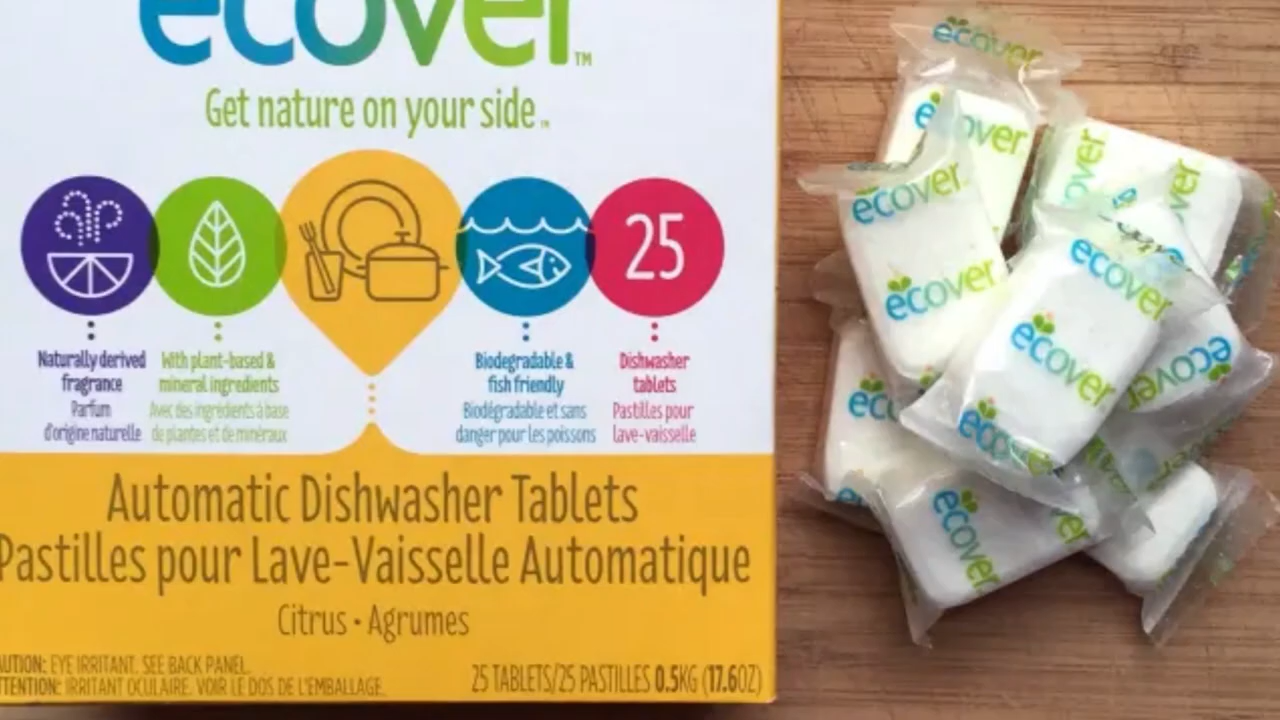 ecover™
Get nature on your side™
25
Naturally derived
fragrance
Parfum
d'origine naturelle
With plant-based &
mineral ingredients
Avec des ingrédients à base
de plantes et de minéraux
Biodegradable &
fish friendly
Biodégradable et sans
danger pour les poissons
Dishwasher
tablets
Pastilles pour
lave-vaisselle
Automatic Dishwasher Tablets
Pastilles pour Lave-Vaisselle Automatique
Citrus • Agrumes
AUTION: EYE IRRITANT. SEE BACK PANEL.
TTENTION: IRRITANT OCULAIRE. VOIR LE DOS DE L'EMBALLAGE.
25 TABLETS/25 PASTILLES 0.5KG (17.6OZ)
ecover
ecover
ecover
ecover
ecover
ecover
ecover
ecover
ecover